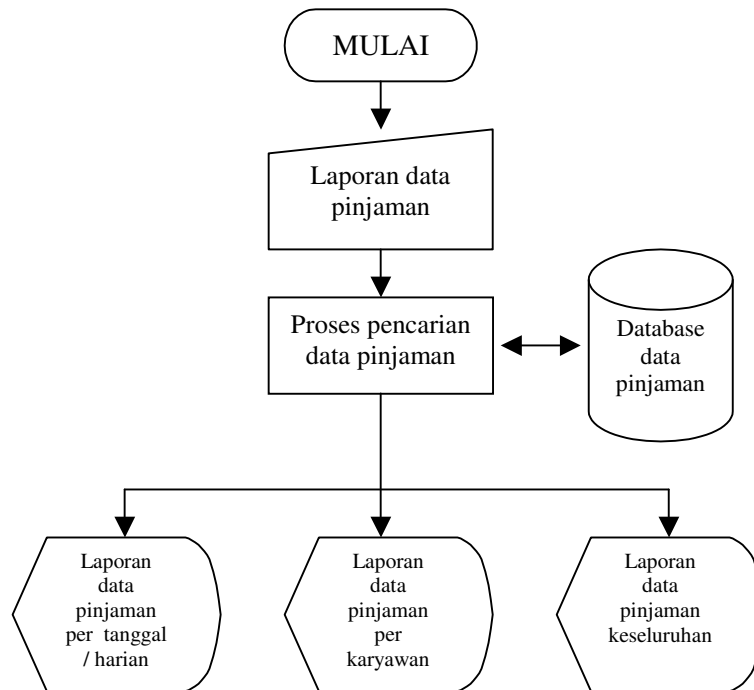 MULAI
Laporan data
pinjaman
Proses pencarian
data pinjaman
Database
data
pinjaman
Laporan
data
pinjaman
per tanggal
/ harian
Laporan
data
pinjaman
per
karyawan
Laporan
data
pinjaman
keseluruhan